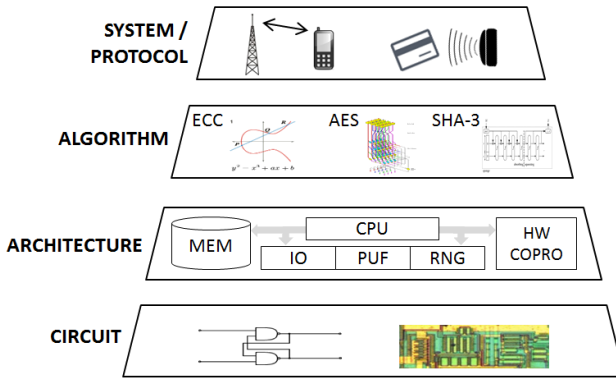 SYSTEM /
PROTOCOL
ALGORITHM
ECC
AES
SHA-3
P
Q
R
ARCHITECTURE
MEM
CPU
IO
PUF
RNG
HW
COPRO
CIRCUIT